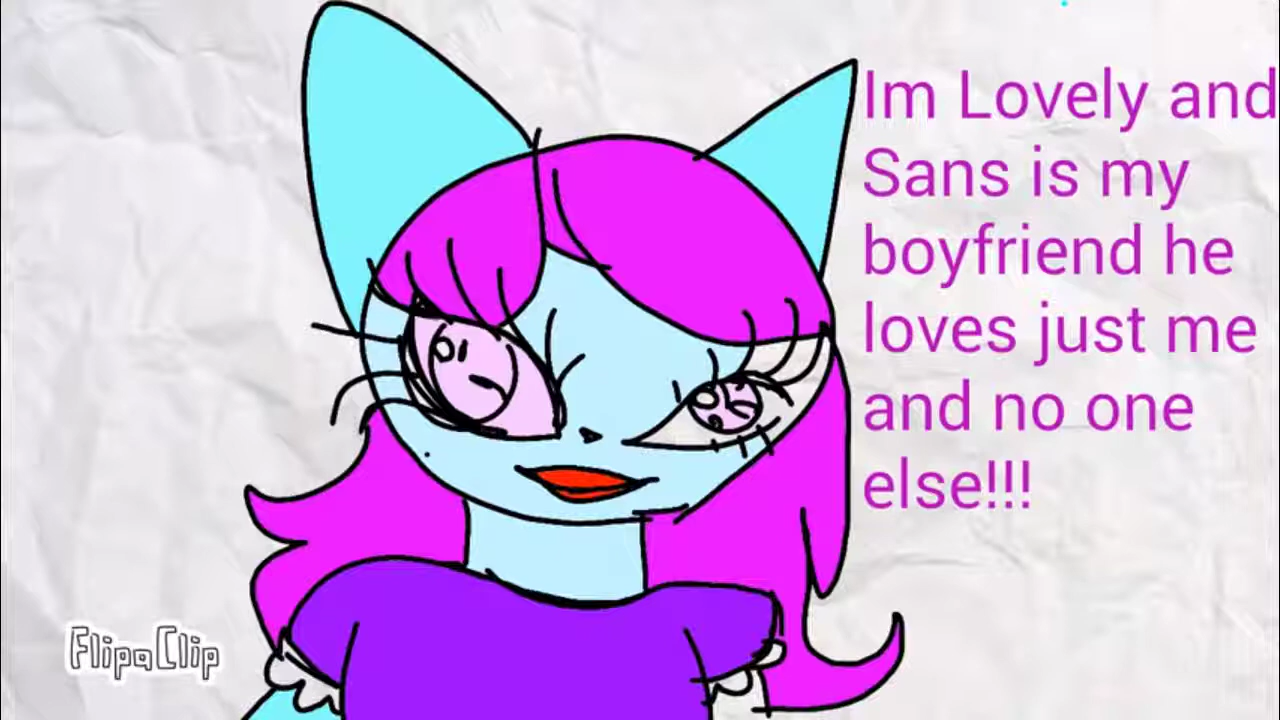 Im Lovely and
Sans is my
boyfriend he
loves just me
and no one
else!!!
FlipaClip